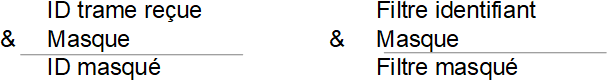 ID trame reçue
& Masque
ID masqué
Filtre identifiant
& Masque
Filtre masqué